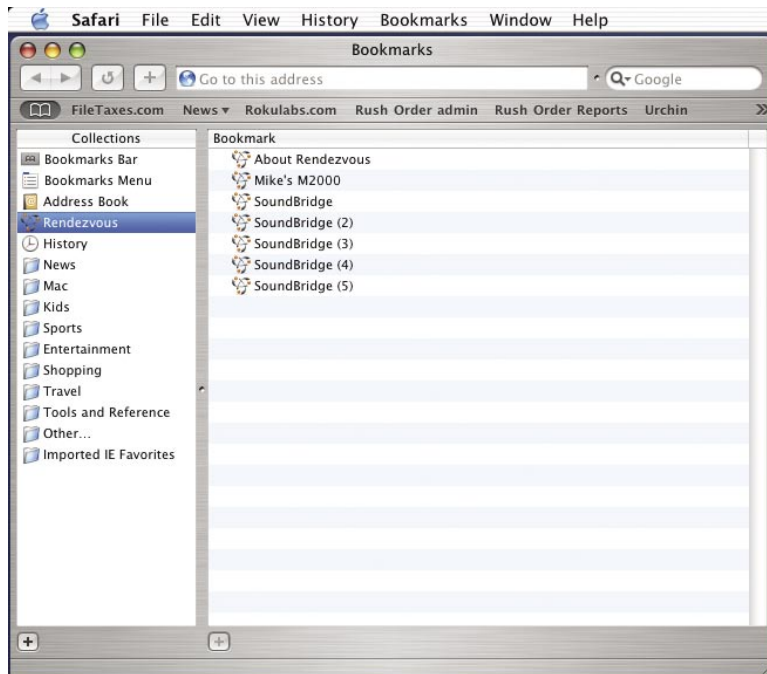 Safari File Edit View History Bookmarks Window Help
Bookmarks
Go to this address
Google
FileTaxes.com News Rokulabs.com Rush Order admin Rush Order Reports Urchin
Collections
Bookmarks Bar
Bookmarks Menu
Address Book
Rendezvous
History
News
Mac
Kids
Sports
Entertainment
Shopping
Travel
Tools and Reference
Other...
Imported IE Favorites
Bookmark
About Rendezvous
Mike's M2000
SoundBridge
SoundBridge (2)
SoundBridge (3)
SoundBridge (4)
SoundBridge (5)